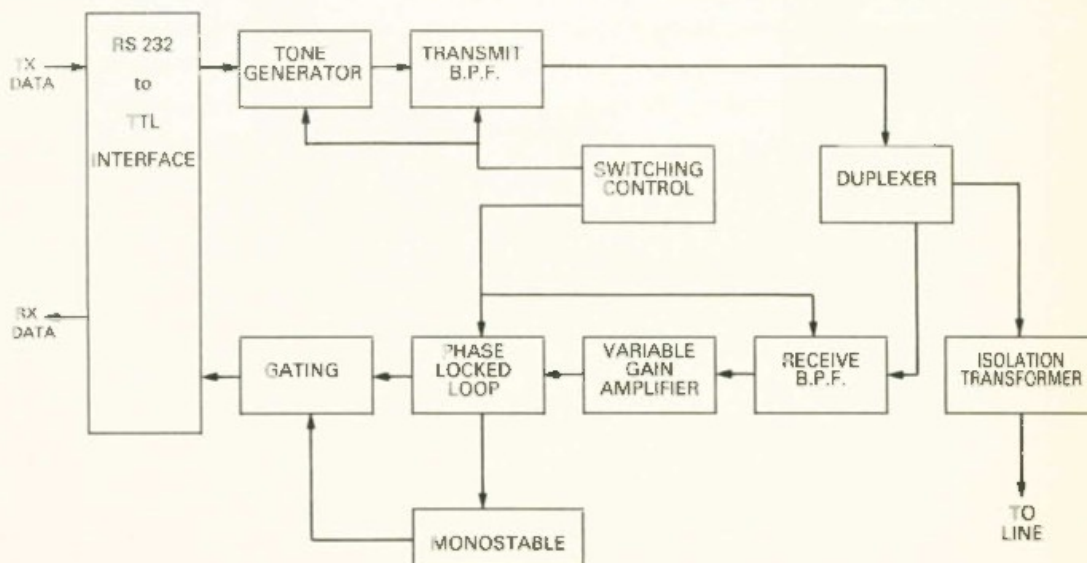 TX
DATA
RS 232
to
TTL
INTERFACE
TONE
GENERATOR
TRANSMIT
B.P.F.
SWITCHING
CONTROL
DUPLEXER
RX
DATA
GATING
PHASE
LOCKED
LOOP
VARIABLE
GAIN
AMPLIFIER
RECEIVE
B.P.F.
ISOLATION
TRANSFORMER
MONOSTABLE
TO
LINE